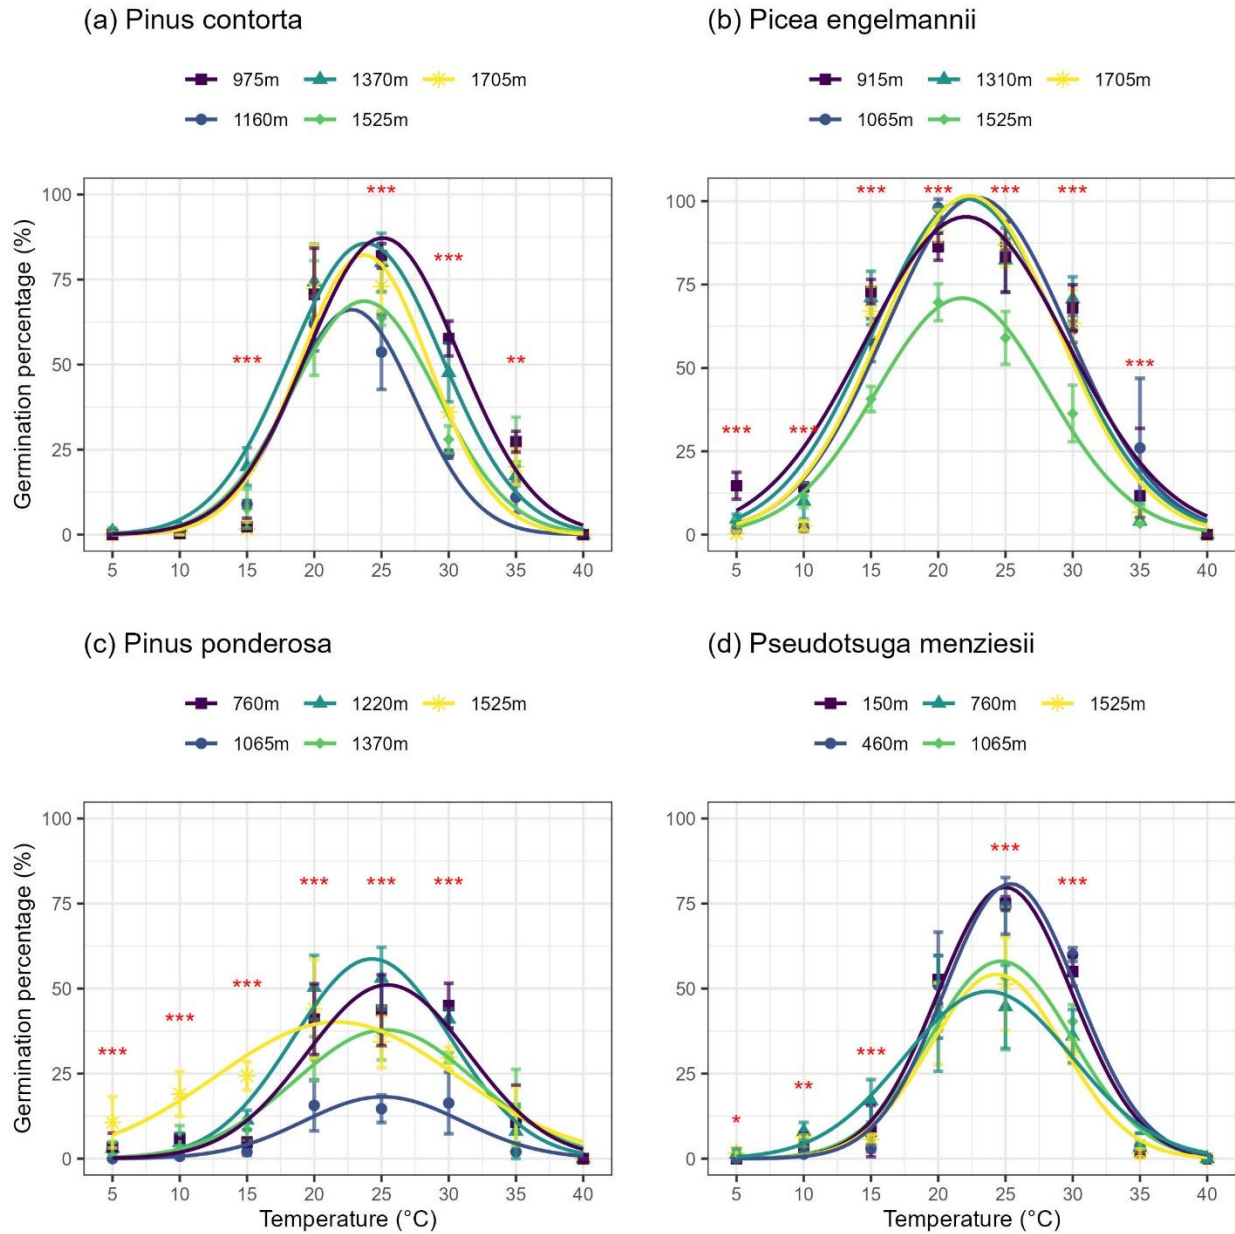 (a) Pinus contorta
975m 1370m 1705m
1160m 1525m
Germination percentage (%)
100
75
50
25
0
***
***
***
**
5 10 15 20 25 30 35 40
(b) Picea engelmannii
915m 1310m 1705m
1065m 1525m
100
75
50
25
0
*** *** *** ***
***
*** ***
5 10 15 20 25 30 35 40
(c) Pinus ponderosa
760m 1220m 1525m
1065m 1370m
Germination percentage (%)
100
75
50
25
0
*** *** ***
***
***
***
5 10 15 20 25 30 35 40
Temperature (°C)
(d) Pseudotsuga menziesii
150m 760m 1525m
460m 1065m
100
75
50
25
0
***
***
***
**
*
5 10 15 20 25 30 35 40
Temperature (°C)